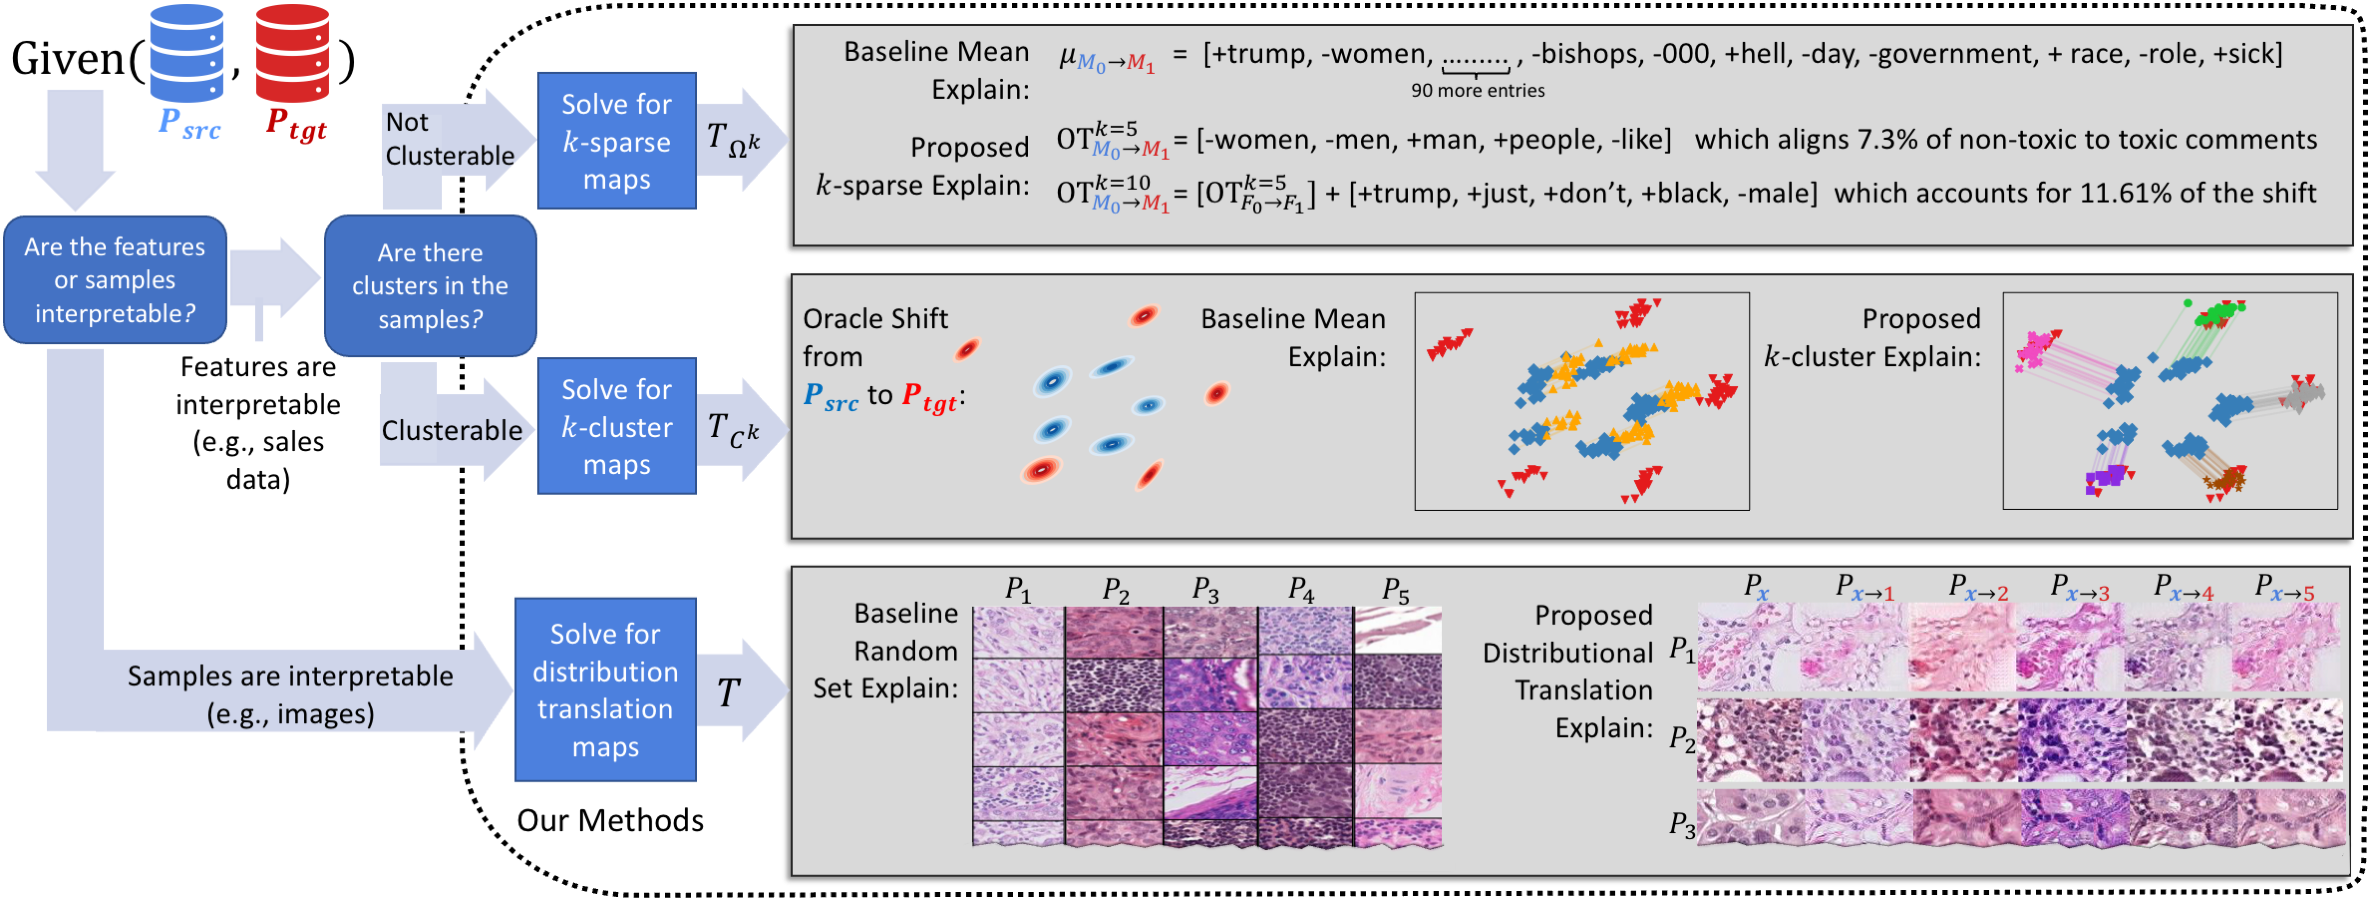 Given( , )
P_src P_tgt
Are the features
or samples
interpretable?
Features are
interpretable
(e.g., sales
data)
Are there
clusters in the
samples?
Not
Clusterable
Clusterable
Samples are interpretable
(e.g., images)
Solve for
k-sparse
maps
T_Ω^k
Solve for
k-cluster
maps
T_C^k
Solve for
distribution
translation
maps
T
Our Methods
Baseline Mean
Explain:
μ_M₀→M₁ = [+trump, -women, ......... , -bishops, -000, +hell, -day, -government, + race, -role, +sick]
90 more entries
Proposed
k-sparse Explain:
OT^k=5_M₀→M₁ = [-women, -men, +man, +people, -like] which aligns 7.3% of non-toxic to toxic comments
OT^k=10_M₀→M₁ = [OT^k=5_F₀→F₁] + [+trump, +just, +don’t, +black, -male] which accounts for 11.61% of the shift
Oracle Shift
from
P_src to P_tgt:
Baseline Mean
Explain:
Proposed
k-cluster Explain:
Baseline
Random
Set Explain:
P₁ P₂ P₃ P₄ P₅
Proposed
Distributional
Translation
Explain:
P_x P_x→1 P_x→2 P_x→3 P_x→4 P_x→5
P₁
P₂
P₃